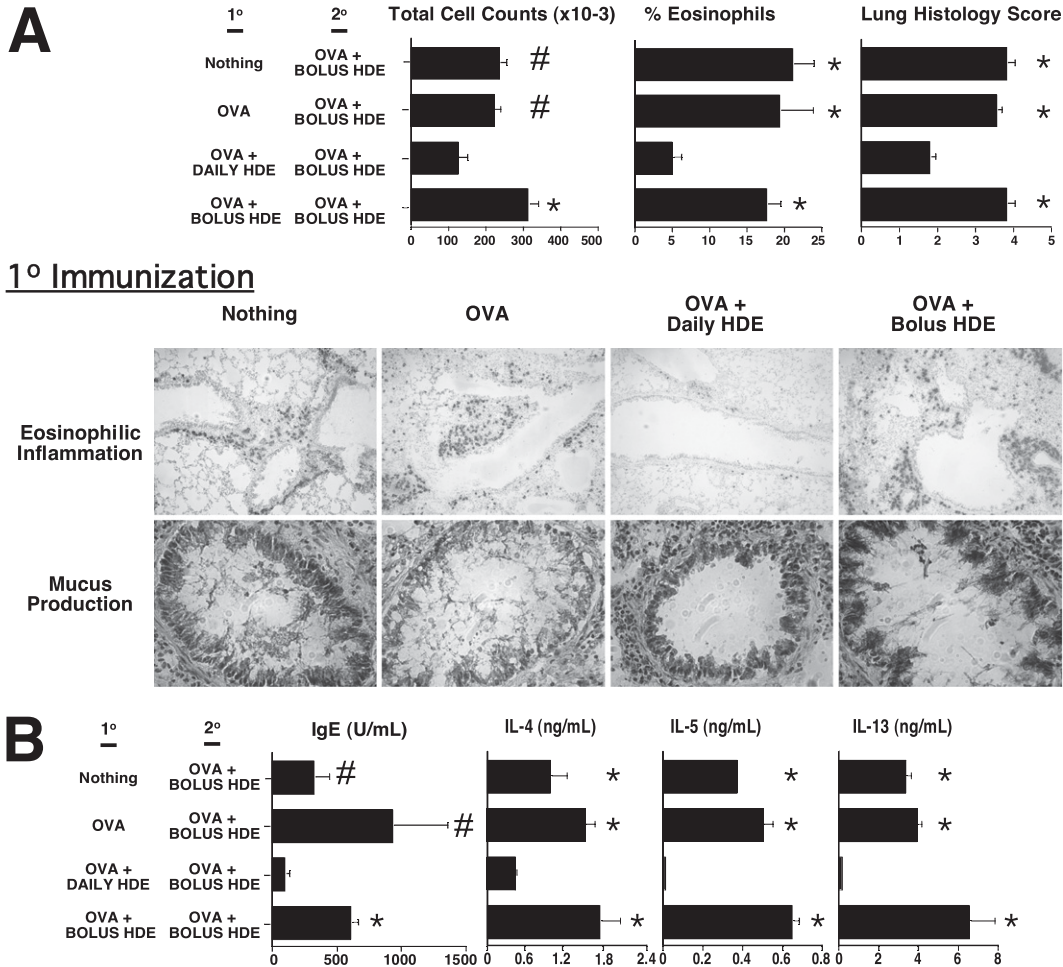 A
1º
2º
Total Cell Counts (x10-3)
% Eosinophils
Lung Histology Score
Nothing
OVA +
BOLUS HDE
#
*
*
OVA
OVA +
BOLUS HDE
#
*
*
OVA +
DAILY HDE
OVA +
BOLUS HDE
OVA +
BOLUS HDE
OVA +
BOLUS HDE
*
*
*
0 100 200 300 400 500
0 5 10 15 20 25
0 1 2 3 4 5
1º Immunization
Nothing
OVA
OVA +
Daily HDE
OVA +
Bolus HDE
Eosinophilic
Inflammation
Mucus
Production
B
1º
2º
IgE (U/mL)
IL-4 (ng/mL)
IL-5 (ng/mL)
IL-13 (ng/mL)
Nothing
OVA +
BOLUS HDE
#
*
*
*
OVA
OVA +
BOLUS HDE
#
*
*
*
OVA +
DAILY HDE
OVA +
BOLUS HDE
OVA +
BOLUS HDE
OVA +
BOLUS HDE
*
*
*
*
0 500 1000 1500
0 0.6 1.2 1.8 2.4
0 0.2 0.4 0.6 0.8
0 2 4 6 8